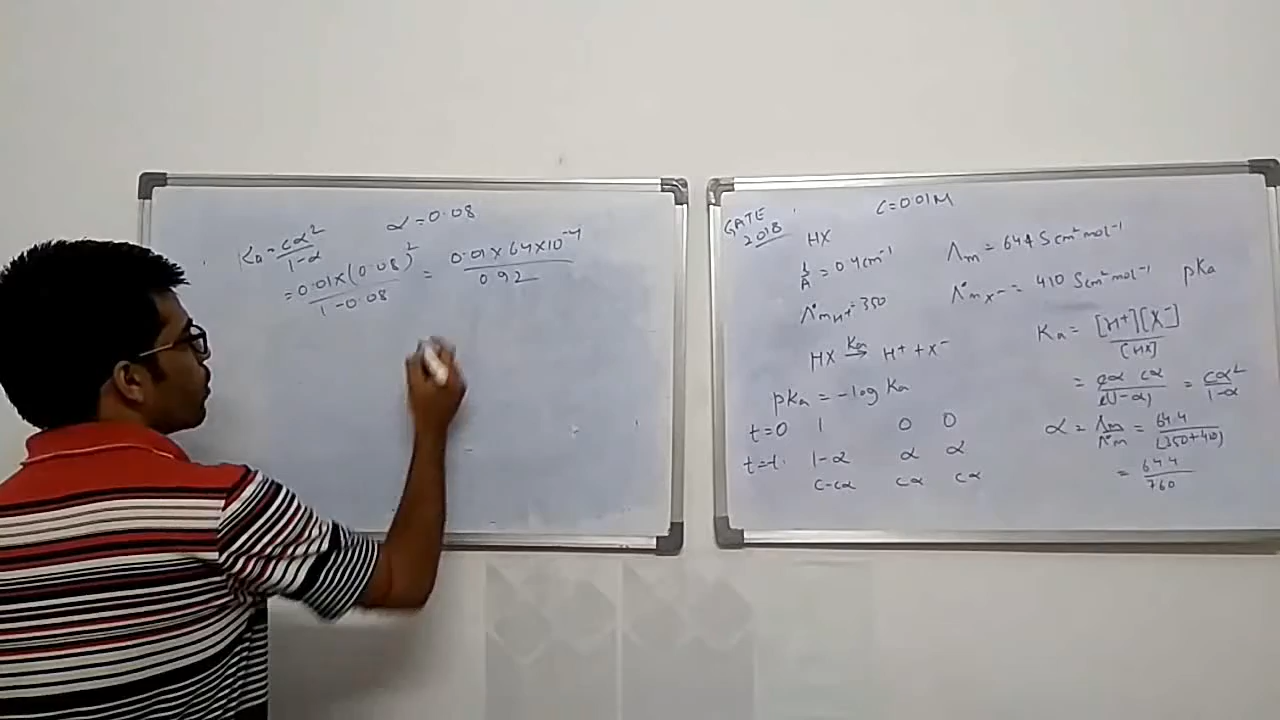 α = 0.08
Ka = cα² / 1-α
= 0.01 × (0.08)² / 1-0.08 = 0.01 × 64 × 10⁻⁴ / 0.92
GATE 2018
C = 0.01M
HX
l/A = 0.4 cm⁻¹
Λ°m H⁺ = 350
HX →Ka H⁺ + X⁻
pKa = -log Ka
t=0 1 0 0
t=t 1-α α α
c-cα cα cα
Λm = 64.4 S cm² mol⁻¹
Λ°m X⁻ = 410 S cm² mol⁻¹ pKa
Ka = [H⁺][X⁻] / [HX]
= cα cα / c(1-α) = cα² / 1-α
α = Λm / Λ°m = 64.4 / (350+410)
= 64.4 / 760